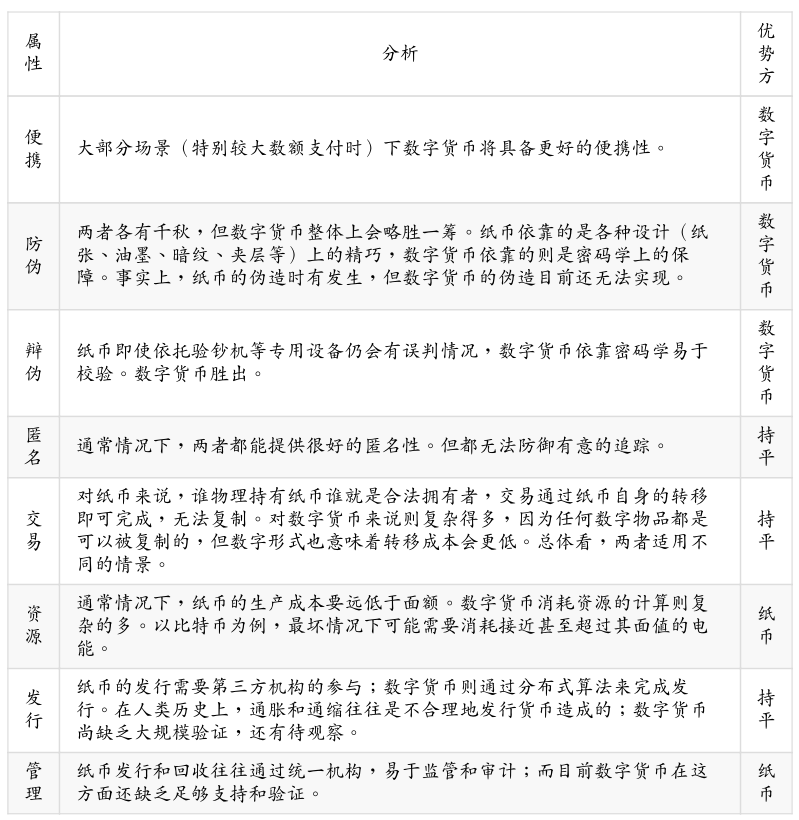 属
性
分析
优
势
方
便
携
大部分场景（特别较大数额支付时）下数字货币将具备更好的便携性。
数
字
货
币
防
伪
两者各有千秋，但数字货币整体上会略胜一筹。纸币依靠的是各种设计（纸
张、油墨、暗纹、夹层等）上的精巧，数字货币依靠的则是密码学上的保
障。事实上，纸币的伪造时有发生，但数字货币的伪造目前还无法实现。
数
字
货
币
辩
伪
纸币即使依托验钞机等专用设备仍会有误判情况，数字货币依靠密码学易于
校验。数字货币胜出。
数
字
货
币
匿
名
通常情况下，两者都能提供很好的匿名性。但都无法防御有意的追踪。
持
平
交
易
对纸币来说，谁物理持有纸币谁就是合法拥有者，交易通过纸币自身的转移
即可完成，无法复制。对数字货币来说则复杂得多，因为任何数字物品都是
可以被复制的，但数字形式也意味着转移成本会更低。总体看，两者适用不
同的情景。
持
平
资
源
通常情况下，纸币的生产成本要远低于面额。数字货币消耗资源的计算则复
杂的多。以比特币为例，最坏情况下可能需要消耗接近甚至超过其面值的电
能。
纸
币
发
行
纸币的发行需要第三方机构的参与；数字货币则通过分布式算法来完成发
行。在人类历史上，通胀和通缩往往是不合理地发行货币造成的；数字货币
尚缺乏大规模验证，还有待观察。
持
平
管
理
纸币发行和回收往往通过统一机构，易于监管和审计；而目前数字货币在这
方面还缺乏足够支持和验证。
纸
币